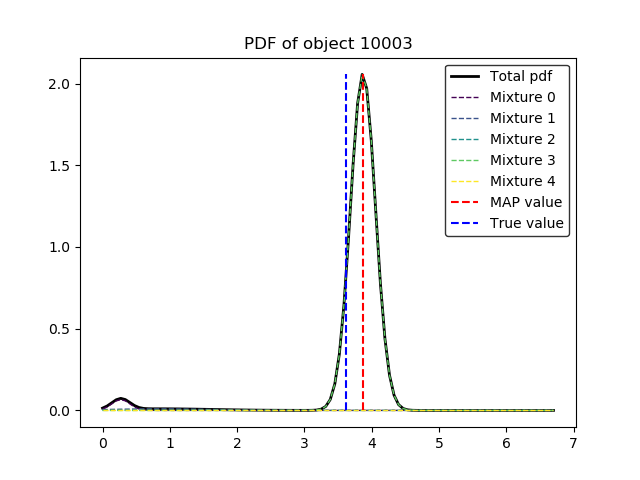 PDF of object 10003
Total pdf
Mixture 0
Mixture 1
Mixture 2
Mixture 3
Mixture 4
MAP value
True value
2.0
1.5
1.0
0.5
0.0
0 1 2 3 4 5 6 7